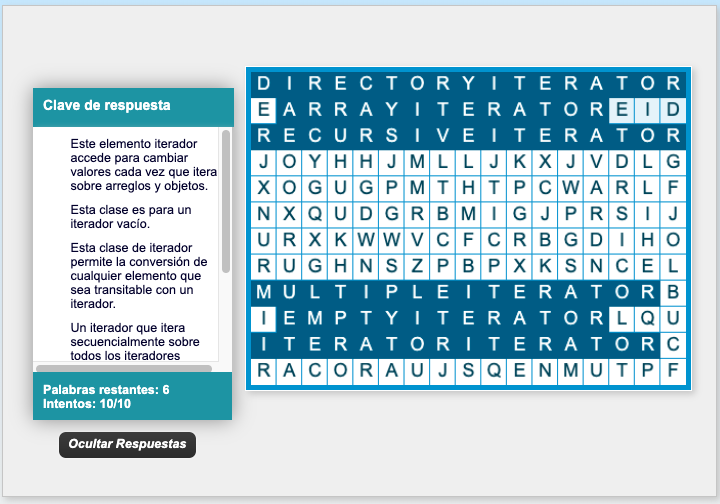 Clave de respuesta
Este elemento iterador
accede para cambiar
valores cada vez que itera
sobre arreglos y objetos.
Esta clase es para un
iterador vacío.
Esta clase de iterador
permite la conversión de
cualquier elemento que
sea transitable con un
iterador.
Un iterador que itera
secuencialmente sobre
todos los iteradores
Palabras restantes: 6
Intentos: 10/10
Ocultar Respuestas
D I R E C T O R Y I T E R A T O R
E A R R A Y I T E R A T O R E I D
R E C U R S I V E I T E R A T O R
J O Y H H J M L L J K X J V D L G
X O G U G P M T H T P C W A R L F
N X Q U D G R B M I G J P R S I J
U R X K W W V C F C R B G D I H O
R U G H N S Z P B P X K S N C E L
M U L T I P L E I T E R A T O R B
I E M P T Y I T E R A T O R L Q U
I T E R A T O R I T E R A T O R C
R A C O R A U J S Q E N M U T P F